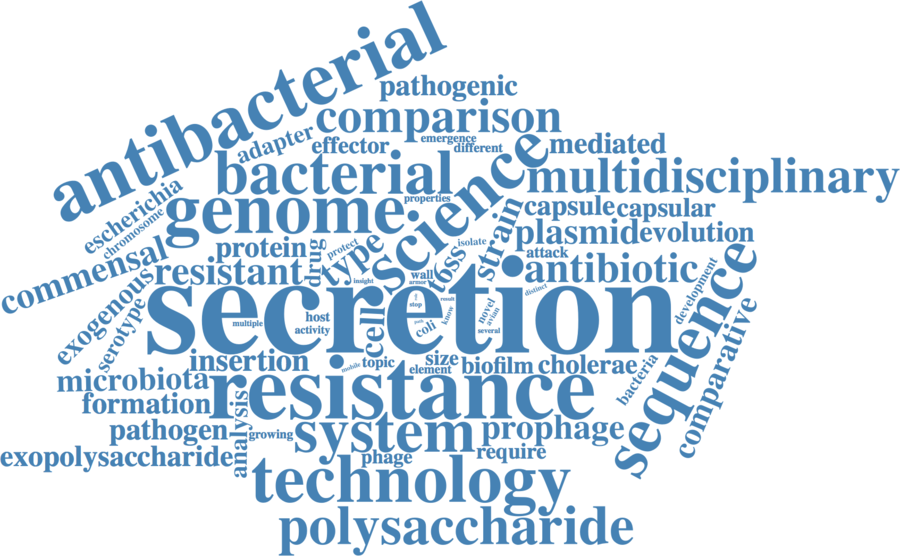 antibacterial
pathogenic
comparison
adapter
effector
emergence
different
mediated
escherichia
bacterial
science
multidisciplinary
chromosome
genome
properties
capsule
capsular
commensal
protein
drug
protect
type
loss
isolate
strain
plasmid
evolution
resistant
insight
wall
armor
attack
antibiotic
exogenous
serotype
secretion
multiple
host
activity
cell
stop
coli
result
know
novel
avian
several
distinct
development
sequence
comparative
insertion
mobile
topic
size
element
biofilm
cholerae
bacteria
microbiota
resistance
formation
analysis
pathogen
growing
system
prophage
exopolysaccharide
phage
require
technology
polysaccharide